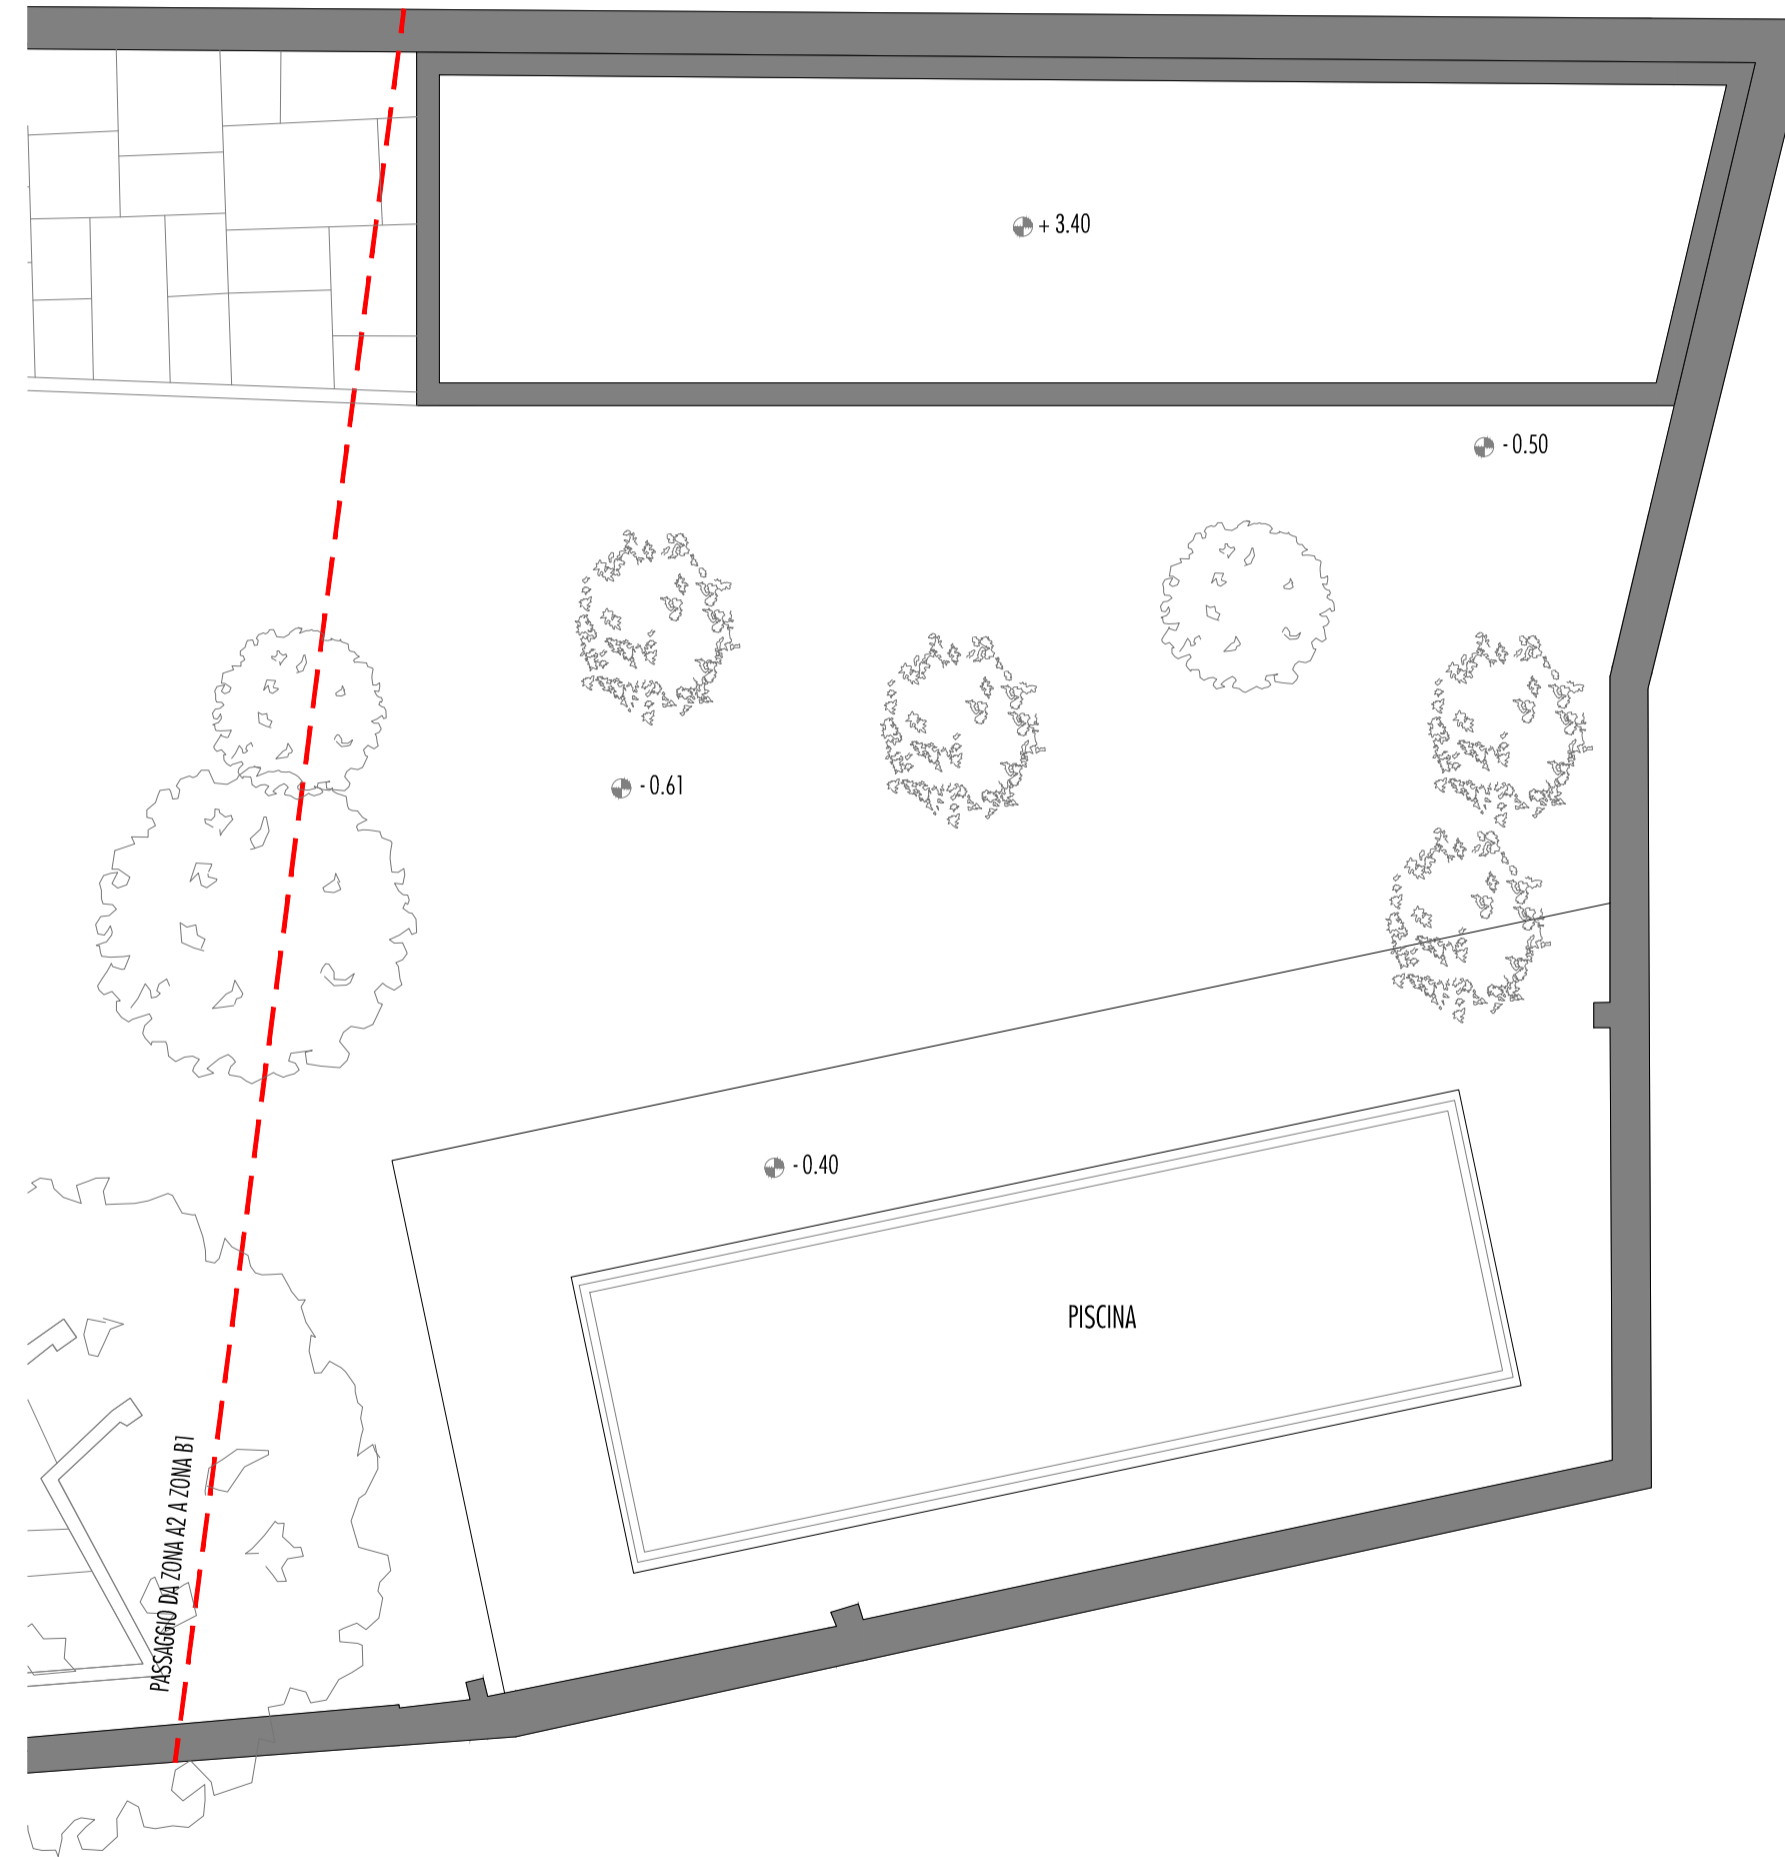 + 3.40
- 0.50
- 0.61
- 0.40
PISCINA
PASSAGGIO DA ZONA A2 A ZONA B1